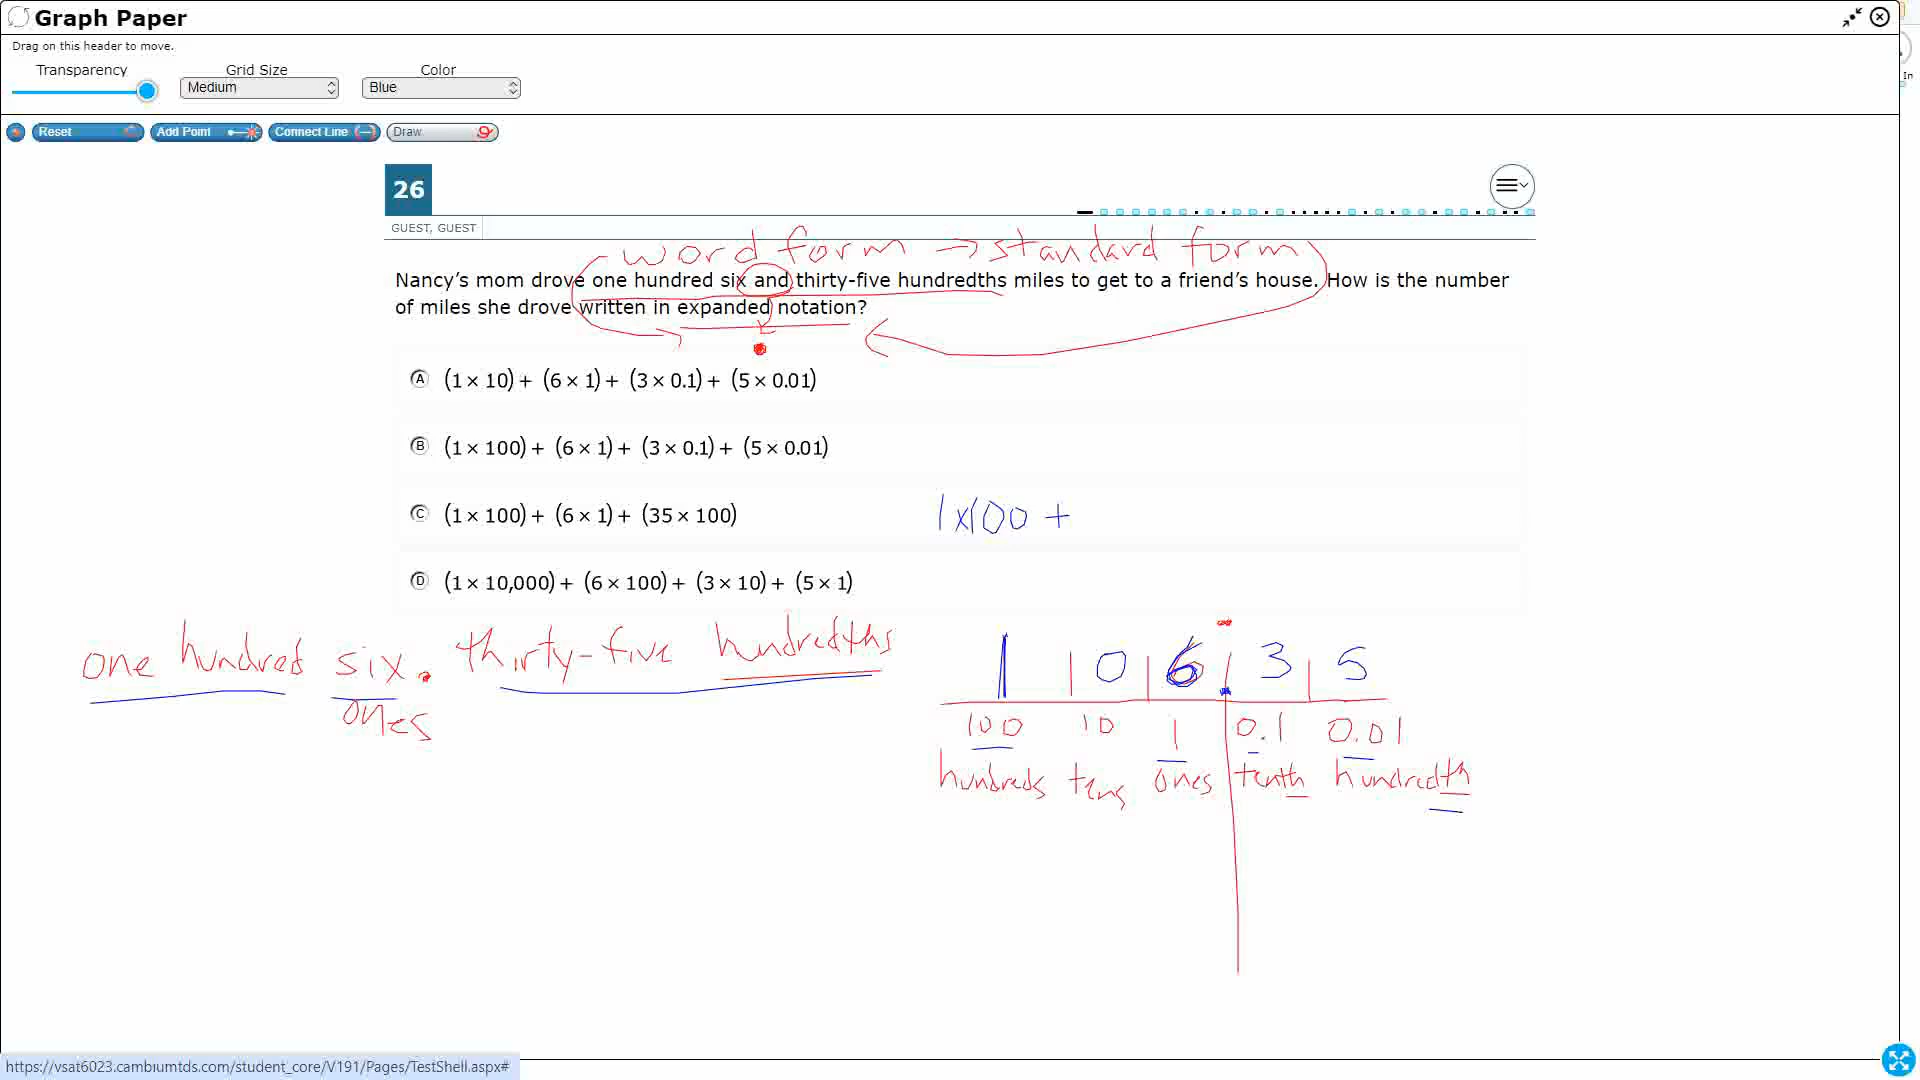 Graph Paper
Drag on this header to move.
Transparency Grid Size Color
Medium Blue
Reset Add Point Connect Line Draw
In
26
GUEST, GUEST
word form → standard form
Nancy's mom drove one hundred six and thirty-five hundredths miles to get to a friend's house. How is the number
of miles she drove written in expanded notation?
A (1 × 10) + (6 × 1) + (3 × 0.1) + (5 × 0.01)
B (1 × 100) + (6 × 1) + (3 × 0.1) + (5 × 0.01)
C (1 × 100) + (6 × 1) + (35 × 100)
1x100 +
D (1 × 10,000) + (6 × 100) + (3 × 10) + (5 × 1)
one hundred six . thirty-five hundredths
ones
1 0 6 . 3 5
100 10 1 0.1 0.01
hundreds tens ones tenth hundredth
https://vsat6023.cambiumtds.com/student_core/V191/Pages/TestShell.aspx#